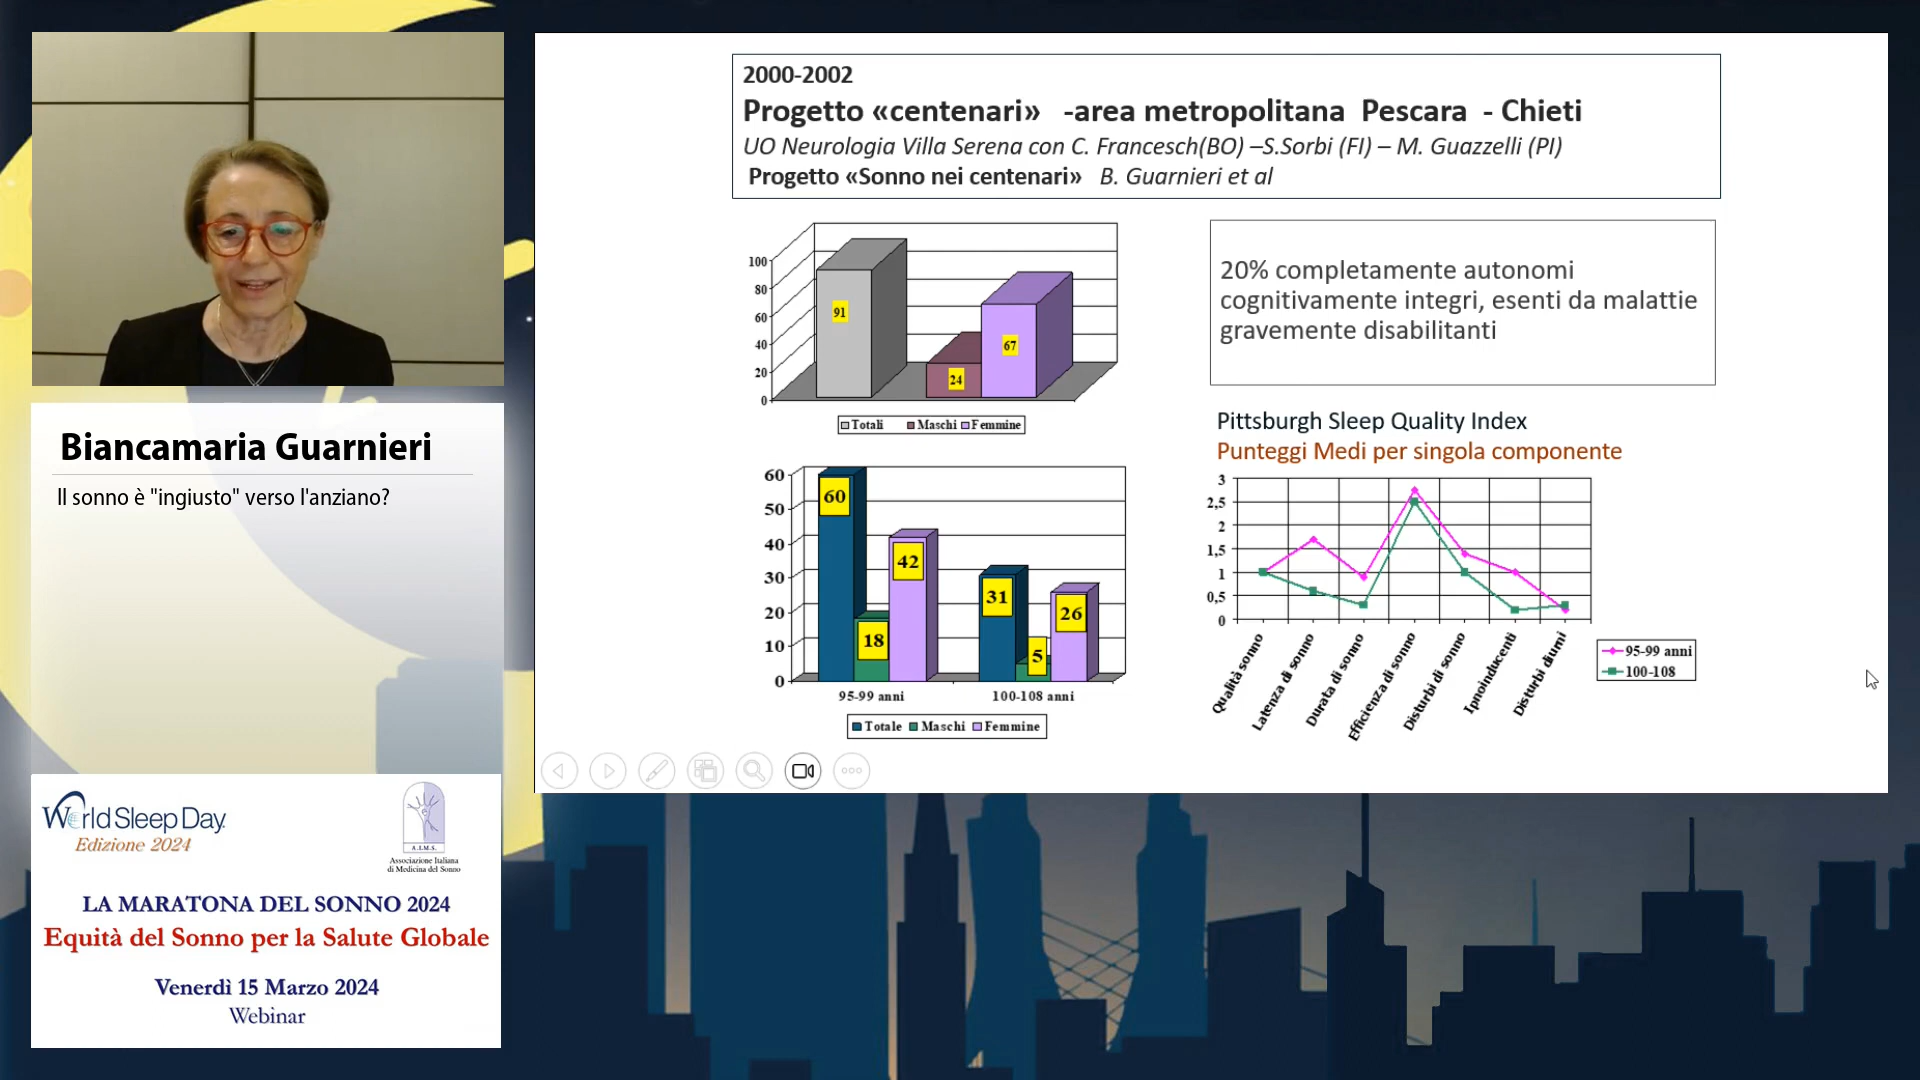 Biancamaria Guarnieri
Il sonno è "ingiusto" verso l'anziano?
World Sleep Day
Edizione 2024
A.I.M.S.
Associazione Italiana
di Medicina del Sonno
LA MARATONA DEL SONNO 2024
Equità del Sonno per la Salute Globale
Venerdì 15 Marzo 2024
Webinar
2000-2002
Progetto «centenari» -area metropolitana Pescara - Chieti
UO Neurologia Villa Serena con C. Francesch(BO) –S.Sorbi (FI) – M. Guazzelli (PI)
Progetto «Sonno nei centenari» B. Guarnieri et al
100
80
60
40
20
0
91
24
67
Totali Maschi Femmine
60
50
40
30
20
10
0
60
18
42
31
5
26
95-99 anni 100-108 anni
Totale Maschi Femmine
20% completamente autonomi
cognitivamente integri, esenti da malattie
gravemente disabilitanti
Pittsburgh Sleep Quality Index
Punteggi Medi per singola componente
3
2,5
2
1,5
1
0,5
0
Qualità sonno
Latenza di sonno
Durata di sonno
Efficienza di sonno
Disturbi di sonno
Ipnoinducenti
Disturbi diurni
95-99 anni
100-108